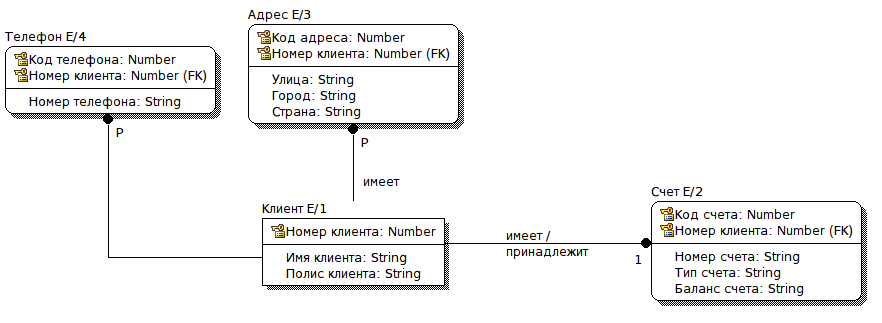 Адрес E/3
Код адреса: Number
Номер клиента: Number (FK)
Улица: String
Город: String
Страна: String
P
Телефон E/4
Код телефона: Number
Номер клиента: Number (FK)
Номер телефона: String
P
имеет
Клиент E/1
Номер клиента: Number
Имя клиента: String
Полис клиента: String
имеет /
принадлежит
1
Счет E/2
Код счета: Number
Номер клиента: Number (FK)
Номер счета: String
Тип счета: String
Баланс счета: String